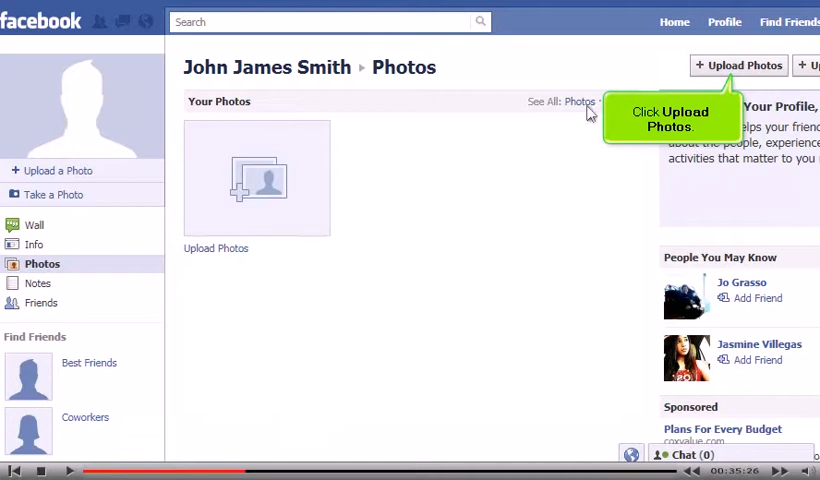 facebook
Search
Home Profile Find Friends
John James Smith ▸ Photos
+ Upload Photos
+
Your Photos
See All: Photos ·
Click Upload
Photos.
Your Profile,
helps your
about the people, experience
activities that matter to you
Upload Photos
+ Upload a Photo
Take a Photo
Wall
Info
Photos
Notes
Friends
Find Friends
Best Friends
Coworkers
People You May Know
Jo Grasso
Add Friend
Jasmine Villegas
Add Friend
Sponsored
Plans For Every Budget
coxvalue.com
Chat (0)
00:35:26